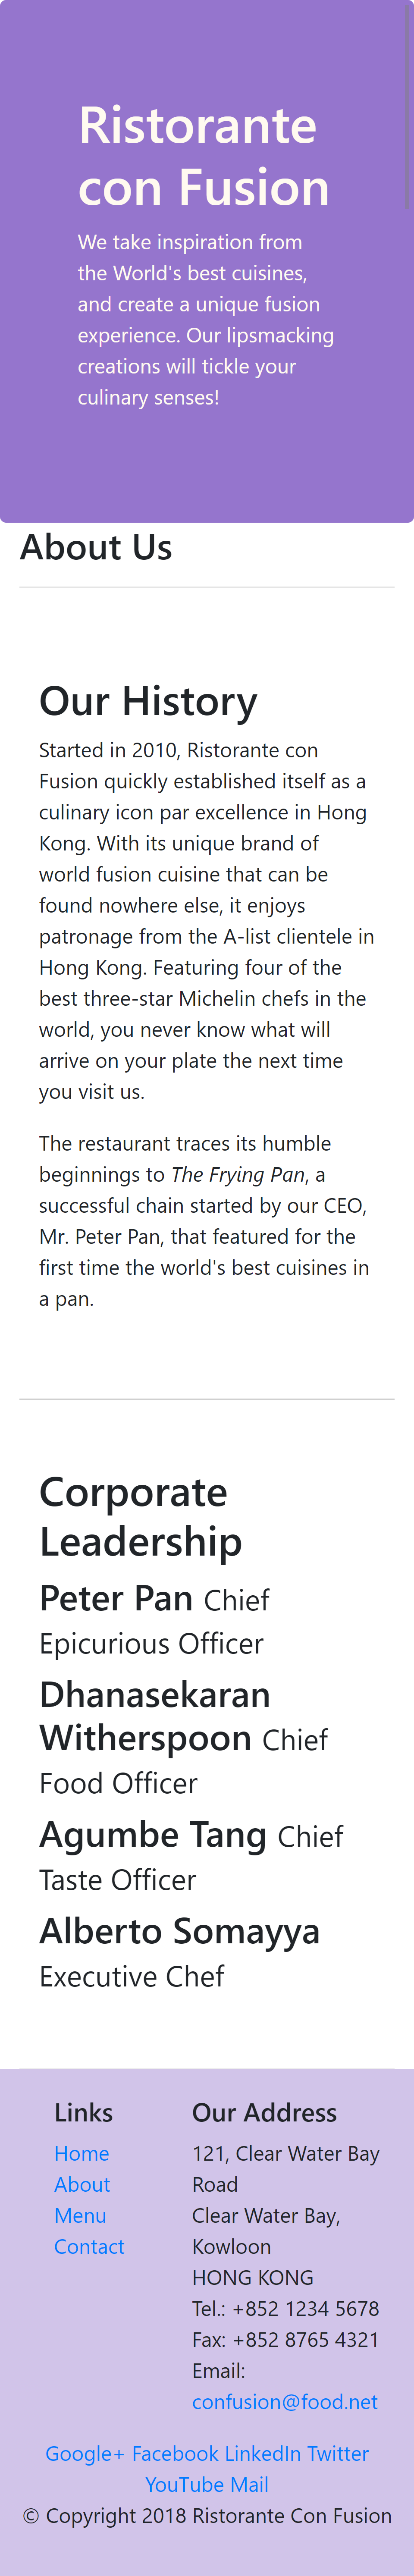 Ristorante
con Fusion
We take inspiration from
the World's best cuisines,
and create a unique fusion
experience. Our lipsmacking
creations will tickle your
culinary senses!
About Us
Our History
Started in 2010, Ristorante con
Fusion quickly established itself as a
culinary icon par excellence in Hong
Kong. With its unique brand of
world fusion cuisine that can be
found nowhere else, it enjoys
patronage from the A-list clientele in
Hong Kong. Featuring four of the
best three-star Michelin chefs in the
world, you never know what will
arrive on your plate the next time
you visit us.
The restaurant traces its humble
beginnings to The Frying Pan, a
successful chain started by our CEO,
Mr. Peter Pan, that featured for the
first time the world's best cuisines in
a pan.
Corporate
Leadership
Peter Pan Chief
Epicurious Officer
Dhanasekaran
Witherspoon Chief
Food Officer
Agumbe Tang Chief
Taste Officer
Alberto Somayya
Executive Chef
Links
Home
About
Menu
Contact
Our Address
121, Clear Water Bay
Road
Clear Water Bay,
Kowloon
HONG KONG
Tel.: +852 1234 5678
Fax: +852 8765 4321
Email:
confusion@food.net
Google+ Facebook LinkedIn Twitter
YouTube Mail
© Copyright 2018 Ristorante Con Fusion